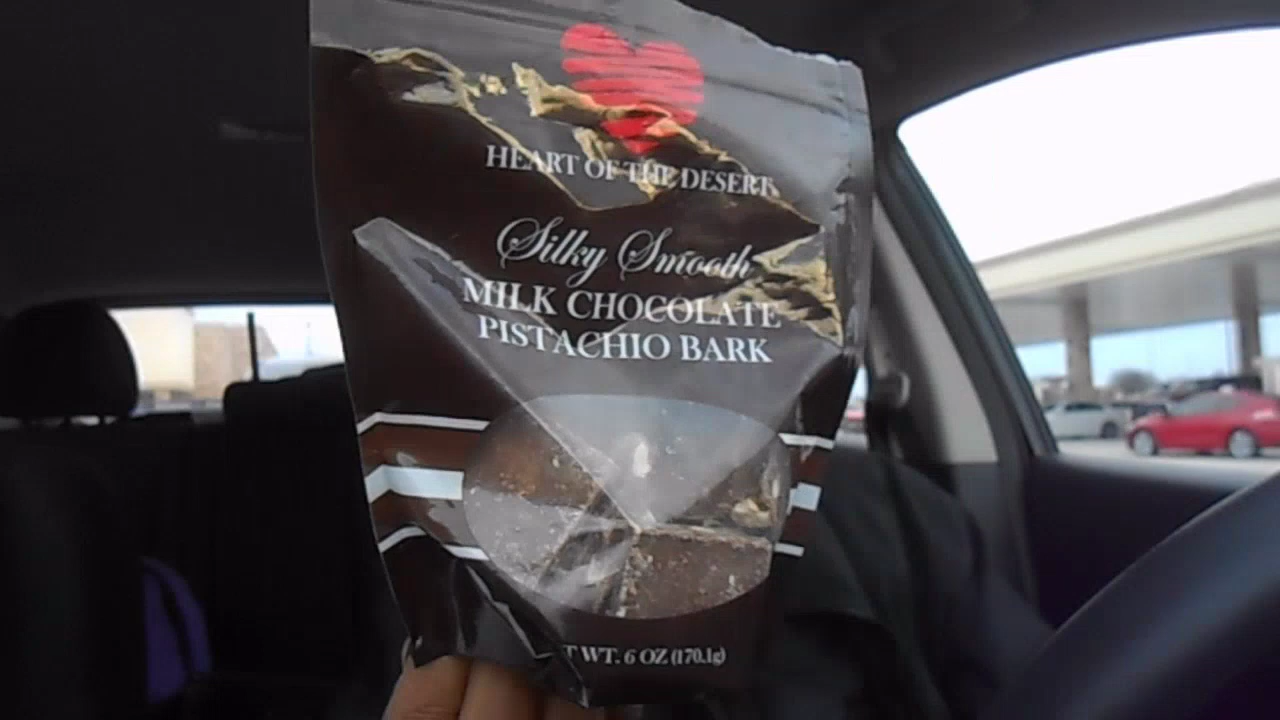 HEART OF THE DESERT
Silky Smooth
MILK CHOCOLATE
PISTACHIO BARK
T WT. 6 OZ (170.1g)